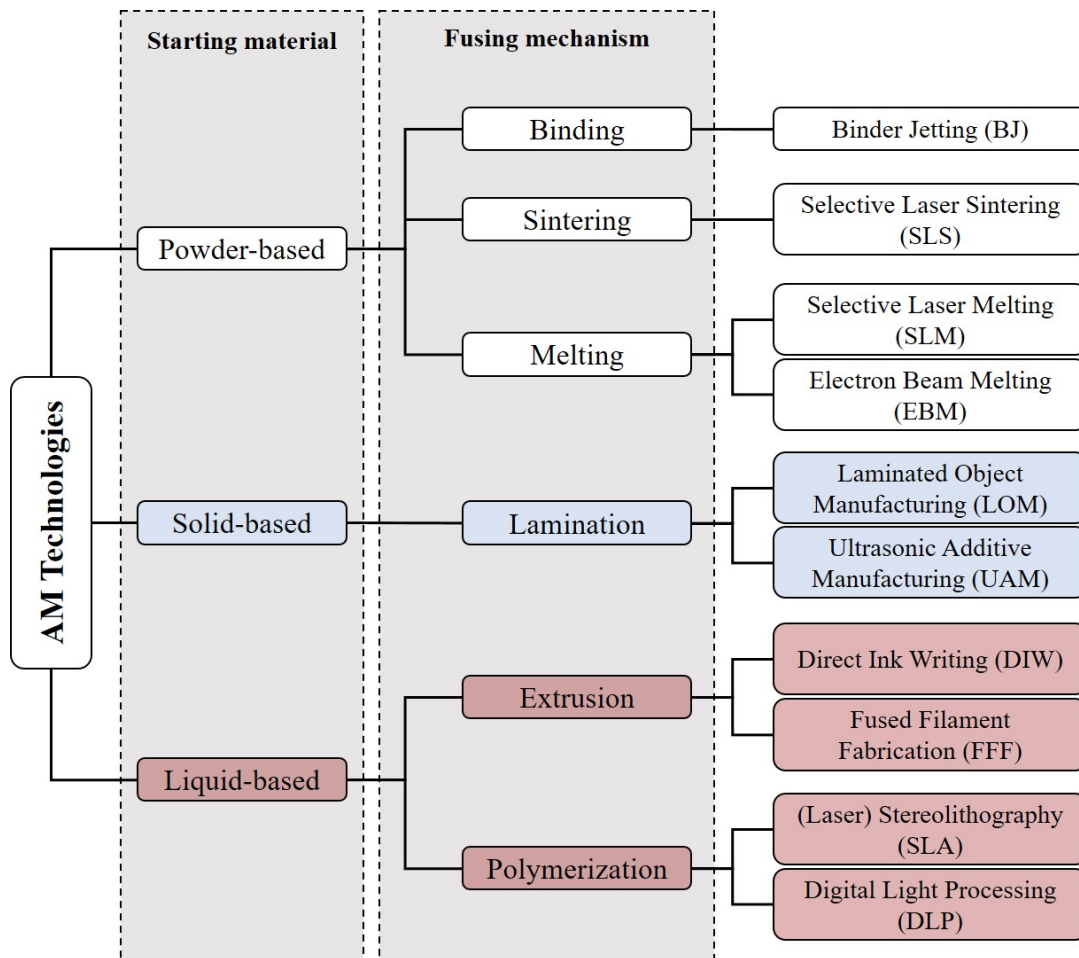 Starting material
Fusing mechanism
AM Technologies
Powder-based
Binding
Binder Jetting (BJ)
Sintering
Selective Laser Sintering
(SLS)
Melting
Selective Laser Melting
(SLM)
Electron Beam Melting
(EBM)
Solid-based
Lamination
Laminated Object
Manufacturing (LOM)
Ultrasonic Additive
Manufacturing (UAM)
Liquid-based
Extrusion
Direct Ink Writing (DIW)
Fused Filament
Fabrication (FFF)
Polymerization
(Laser) Stereolithography
(SLA)
Digital Light Processing
(DLP)